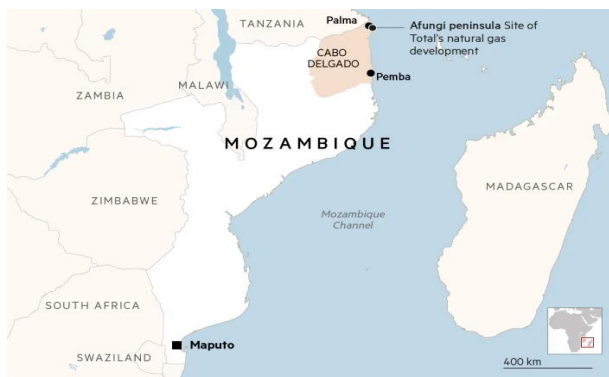 TANZANIA
Palma
Afungi peninsula Site of
Total's natural gas
development
CABO
DELGADO
Pemba
MALAWI
ZAMBIA
MOZAMBIQUE
MADAGASCAR
ZIMBABWE
Mozambique
Channel
SOUTH AFRICA
Maputo
SWAZILAND
400 km